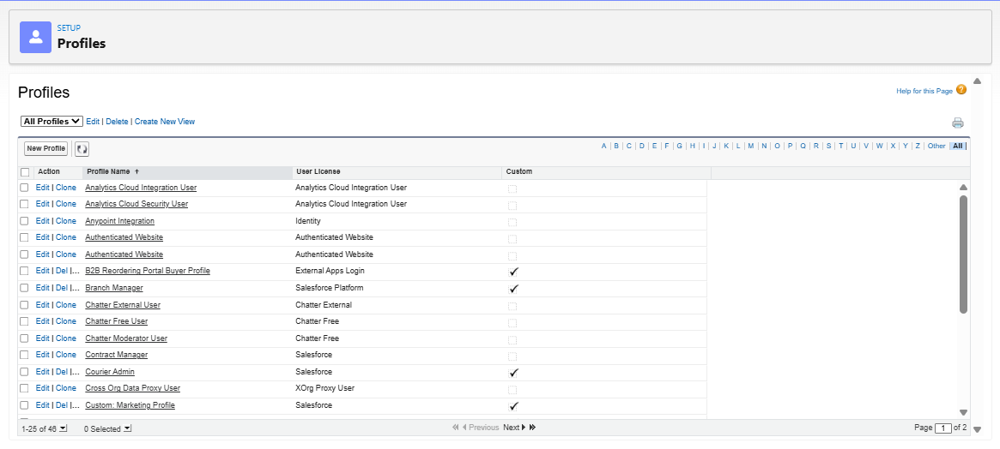 SETUP
Profiles
Profiles
Help for this Page ?
All Profiles Edit | Delete | Create New View
New Profile A | B | C | D | E | F | G | H | I | J | K | L | M | N | O | P | Q | R | S | T | U | V | W | X | Y | Z | Other All
Action Profile Name ↑ User License Custom
Edit | Clone Analytics Cloud Integration User Analytics Cloud Integration User
Edit | Clone Analytics Cloud Security User Analytics Cloud Integration User
Edit | Clone Anypoint Integration Identity
Edit | Clone Authenticated Website Authenticated Website
Edit | Clone Authenticated Website Authenticated Website
Edit | Del |... B2B Reordering Portal Buyer Profile External Apps Login ✓
Edit | Del |... Branch Manager Salesforce Platform ✓
Edit | Clone Chatter External User Chatter External
Edit | Clone Chatter Free User Chatter Free
Edit | Clone Chatter Moderator User Chatter Free
Edit | Clone Contract Manager Salesforce
Edit | Del |... Courier Admin Salesforce ✓
Edit | Clone Cross Org Data Proxy User XOrg Proxy User
Edit | Del |... Custom: Marketing Profile Salesforce ✓
1-25 of 46 0 Selected Previous Next Page 1 of 2